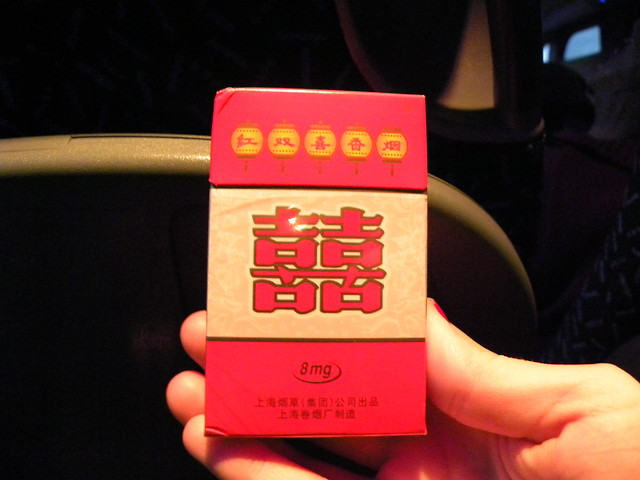 红双喜香烟
囍
8mg
上海烟草(集团)公司出品
上海卷烟厂制造